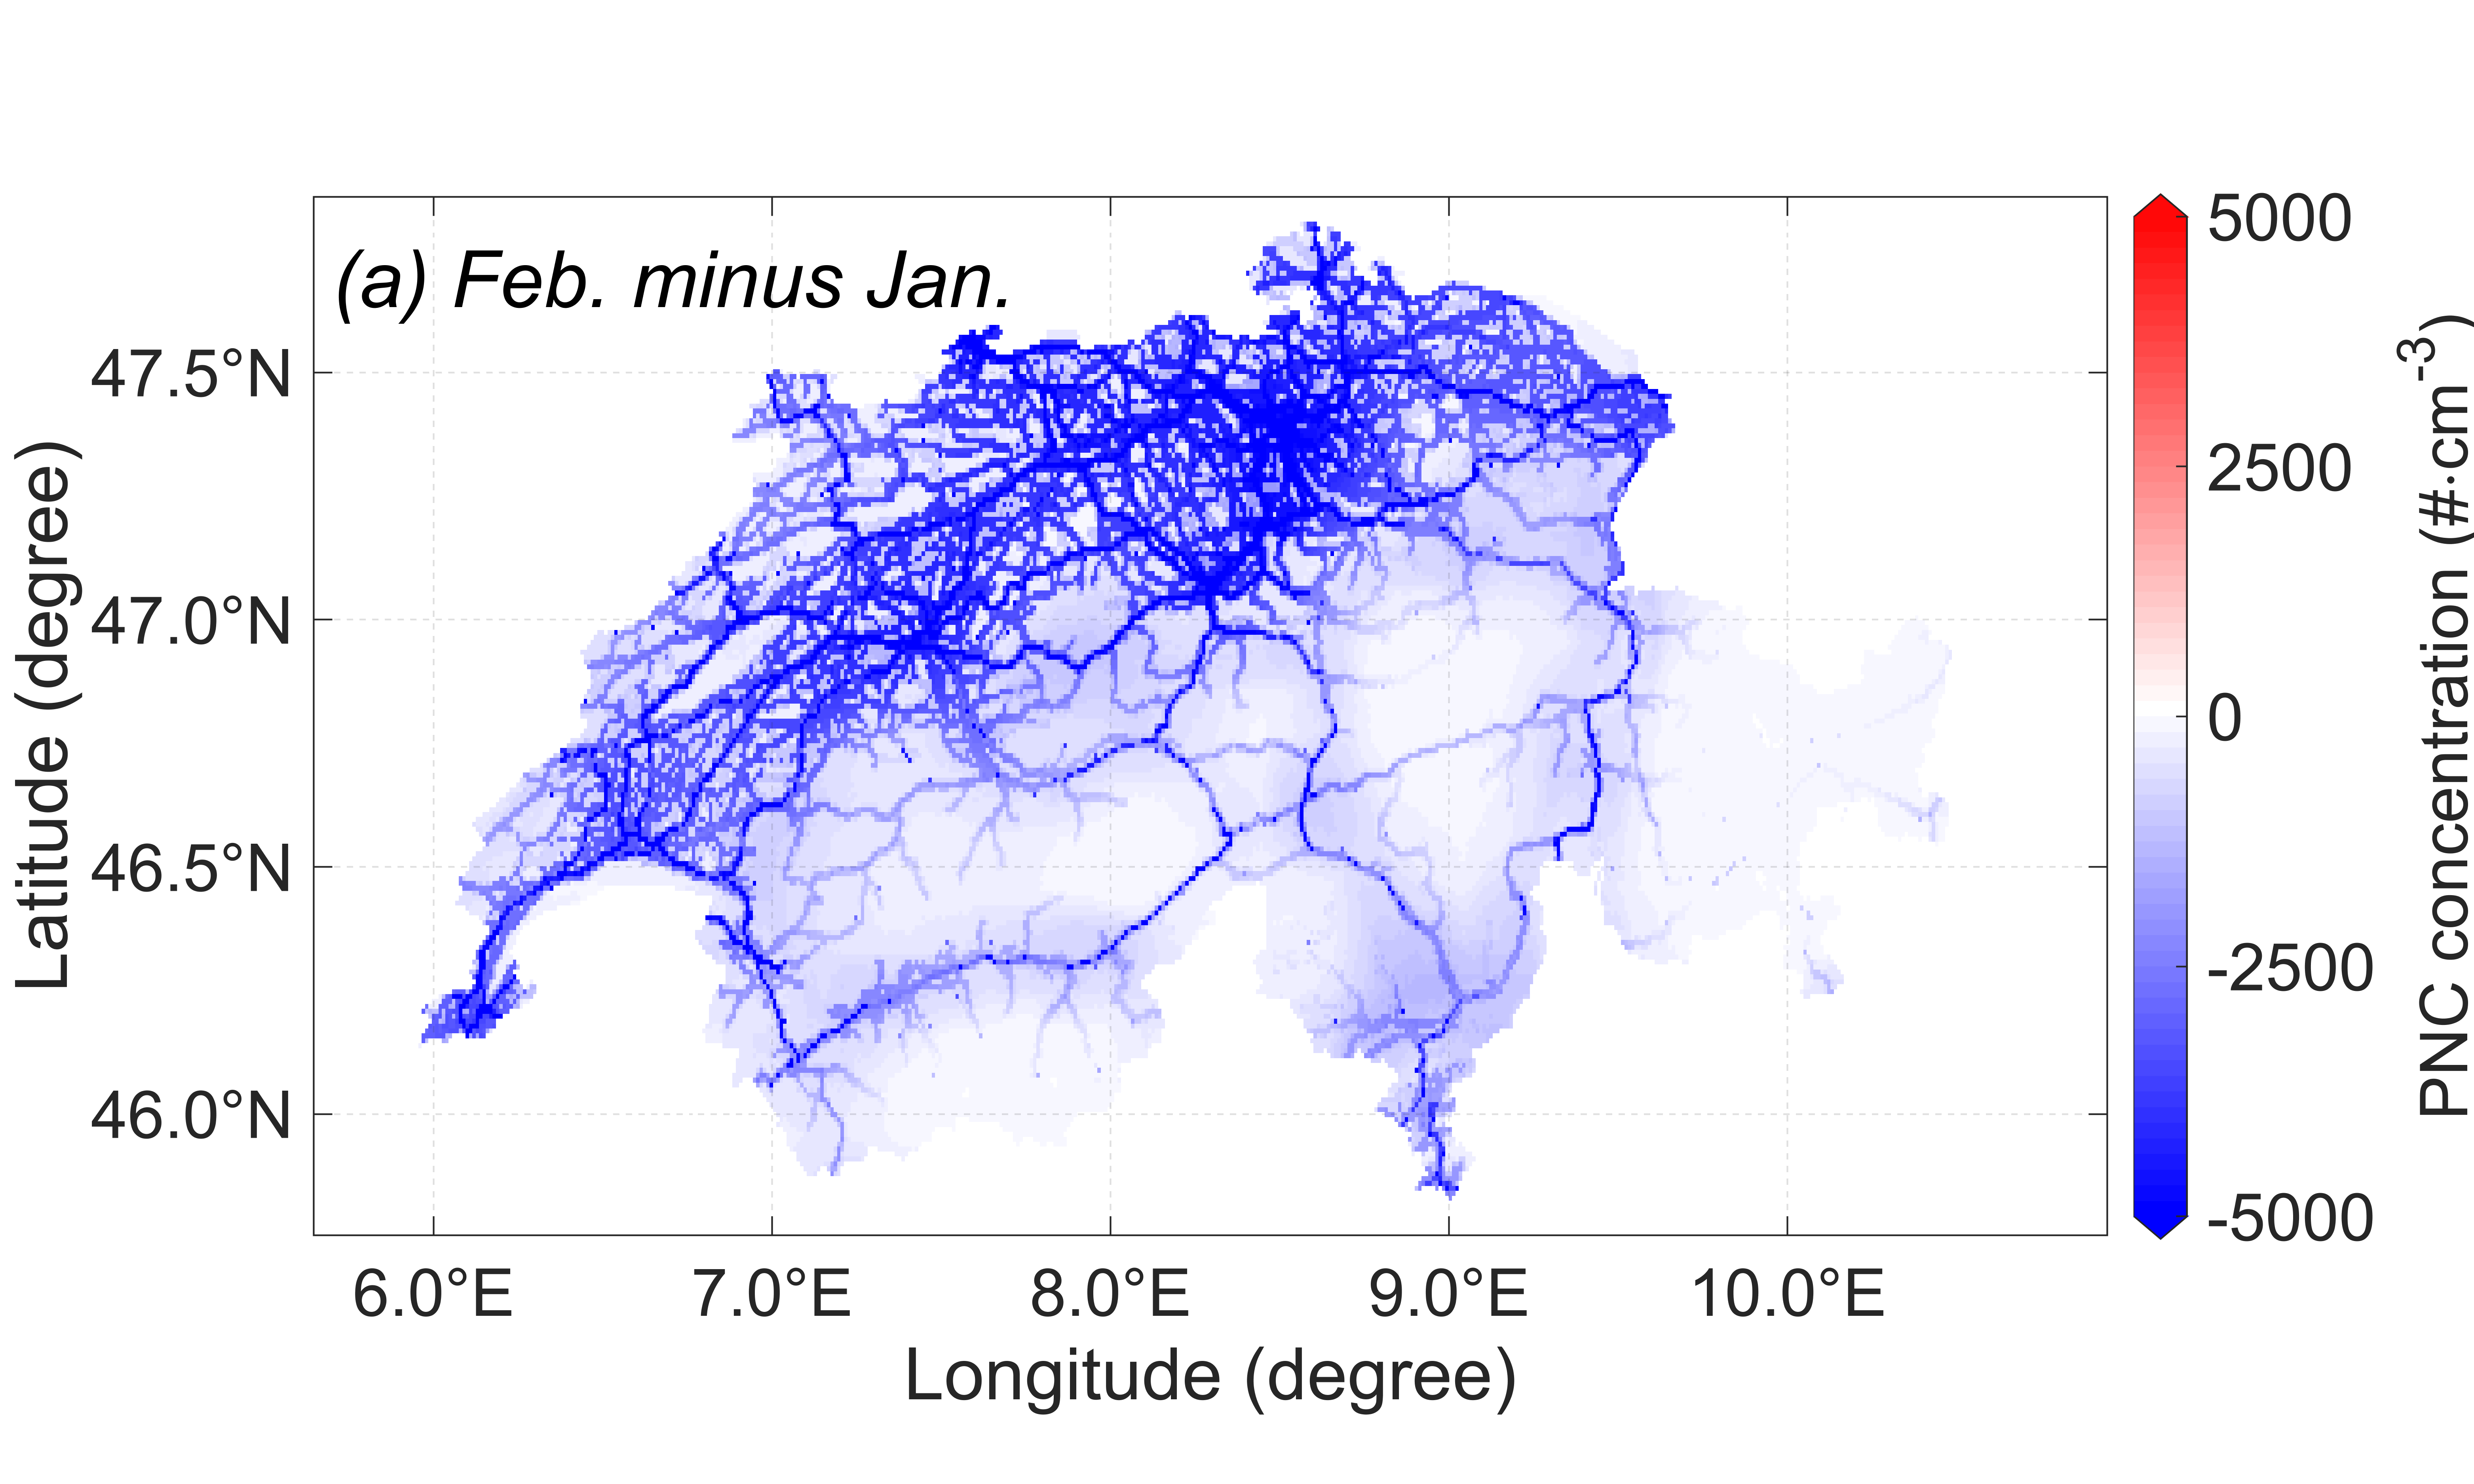 (a) Feb. minus Jan.
47.5°N
47.0°N
46.5°N
46.0°N
Latitude (degree)
6.0°E 7.0°E 8.0°E 9.0°E 10.0°E
Longitude (degree)
5000
2500
0
-2500
-5000
PNC concentration (#·cm⁻³)